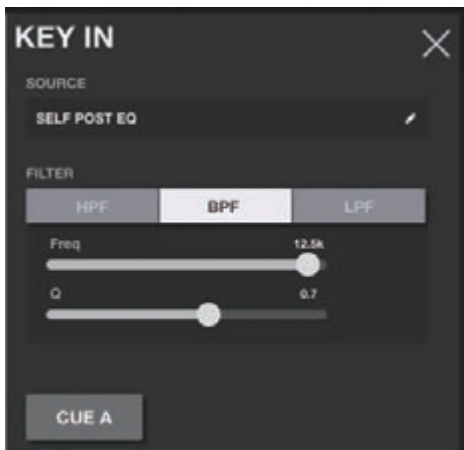 KEY IN
SOURCE
SELF POST EQ
FILTER
HPF BPF LPF
Freq 12.5k
Q 0.7
CUE A